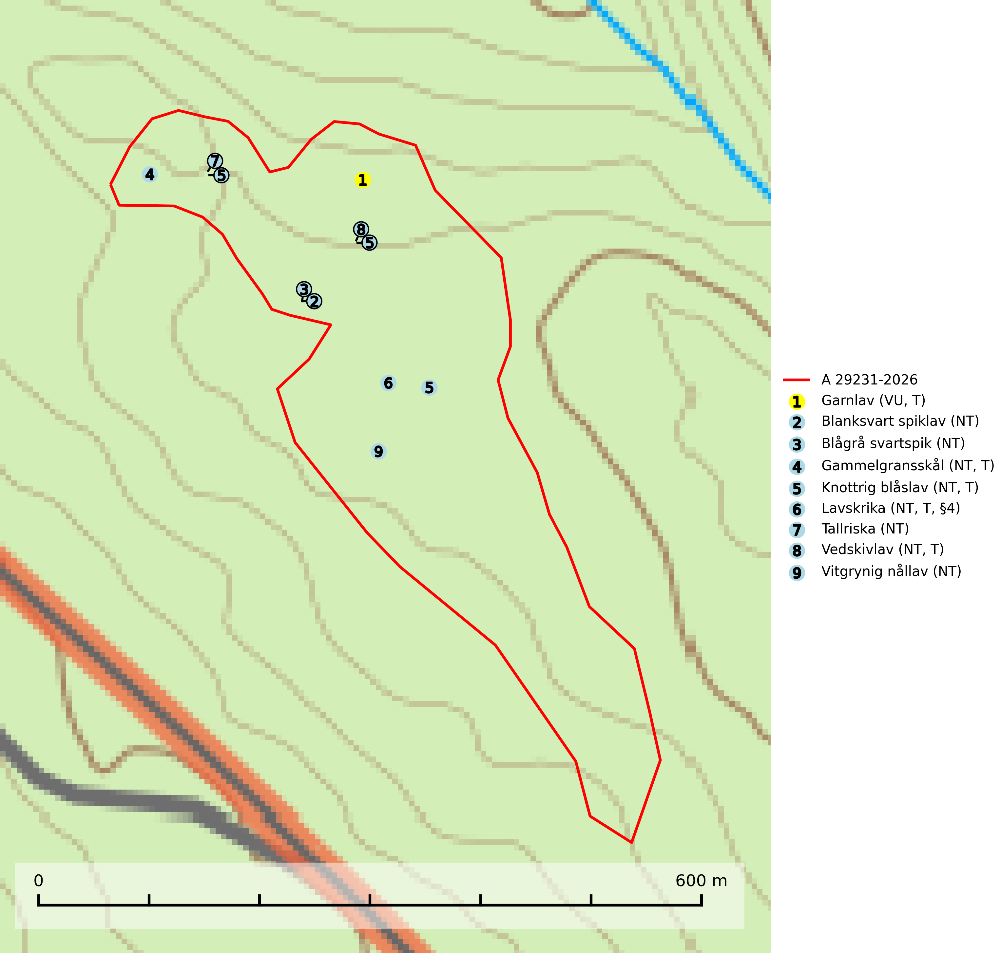 7
4
5
1
8
5
3
2
6
5
9
A 29231-2026
1 Garnlav (VU, T)
2 Blanksvart spiklav (NT)
3 Blågrå svartspik (NT)
4 Gammelgransskål (NT, T)
5 Knottrig blåslav (NT, T)
6 Lavskrika (NT, T, §4)
7 Tallriska (NT)
8 Vedskivlav (NT, T)
9 Vitgrynig nållav (NT)
0 600 m